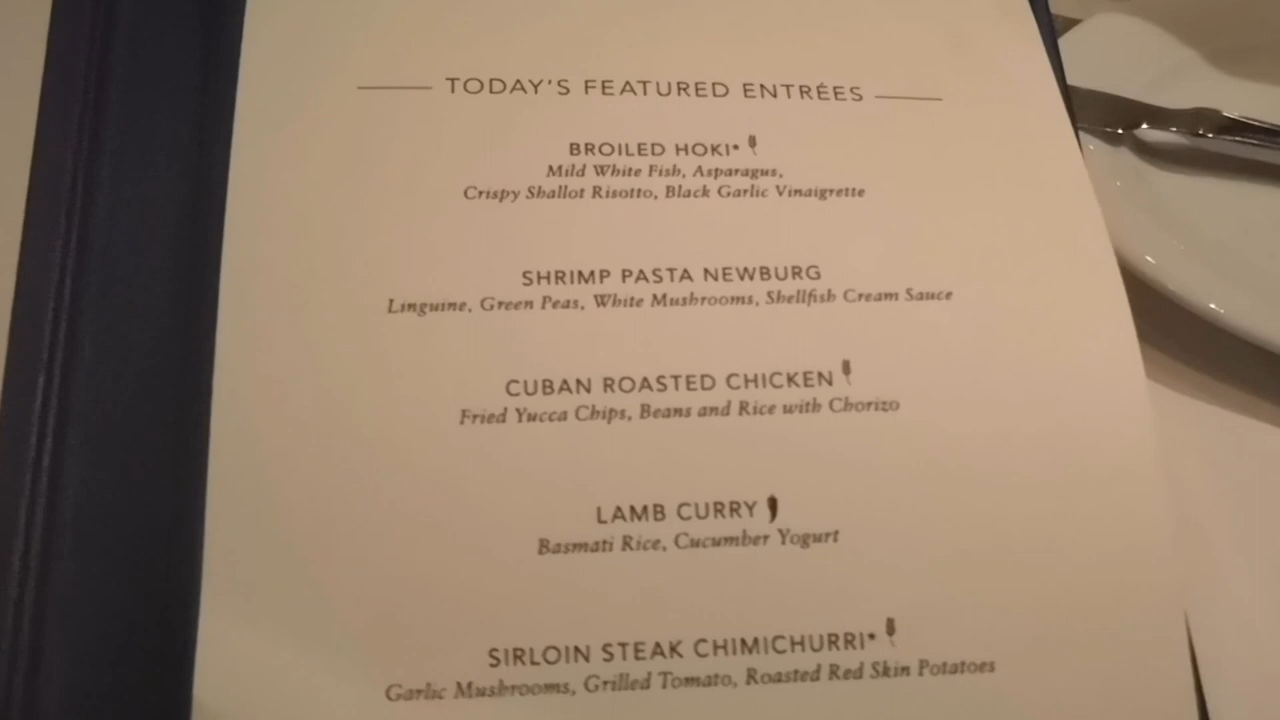 TODAY'S FEATURED ENTRÉES
BROILED HOKI*
Mild White Fish, Asparagus,
Crispy Shallot Risotto, Black Garlic Vinaigrette
SHRIMP PASTA NEWBURG
Linguine, Green Peas, White Mushrooms, Shellfish Cream Sauce
CUBAN ROASTED CHICKEN
Fried Yucca Chips, Beans and Rice with Chorizo
LAMB CURRY
Basmati Rice, Cucumber Yogurt
SIRLOIN STEAK CHIMICHURRI*
Garlic Mushrooms, Grilled Tomato, Roasted Red Skin Potatoes